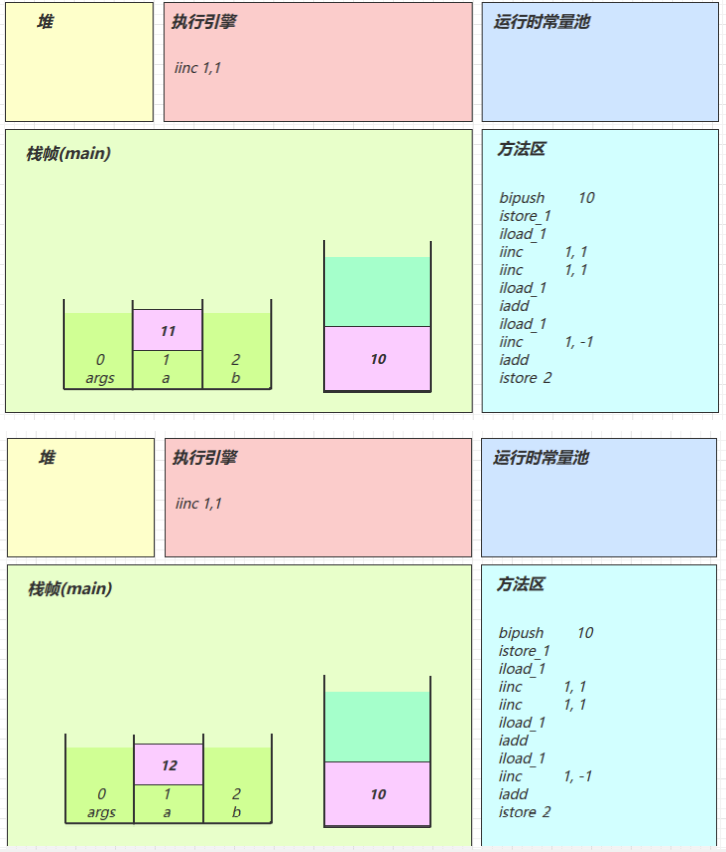 堆
执行引擎
iinc 1,1
运行时常量池
栈帧(main)
11
0 1 2
args a b
10
方法区
bipush 10
istore_1
iload_1
iinc 1, 1
iinc 1, 1
iload_1
iadd
iload_1
iinc 1, -1
iadd
istore 2
堆
执行引擎
iinc 1,1
运行时常量池
栈帧(main)
12
0 1 2
args a b
10
方法区
bipush 10
istore_1
iload_1
iinc 1, 1
iinc 1, 1
iload_1
iadd
iload_1
iinc 1, -1
iadd
istore 2